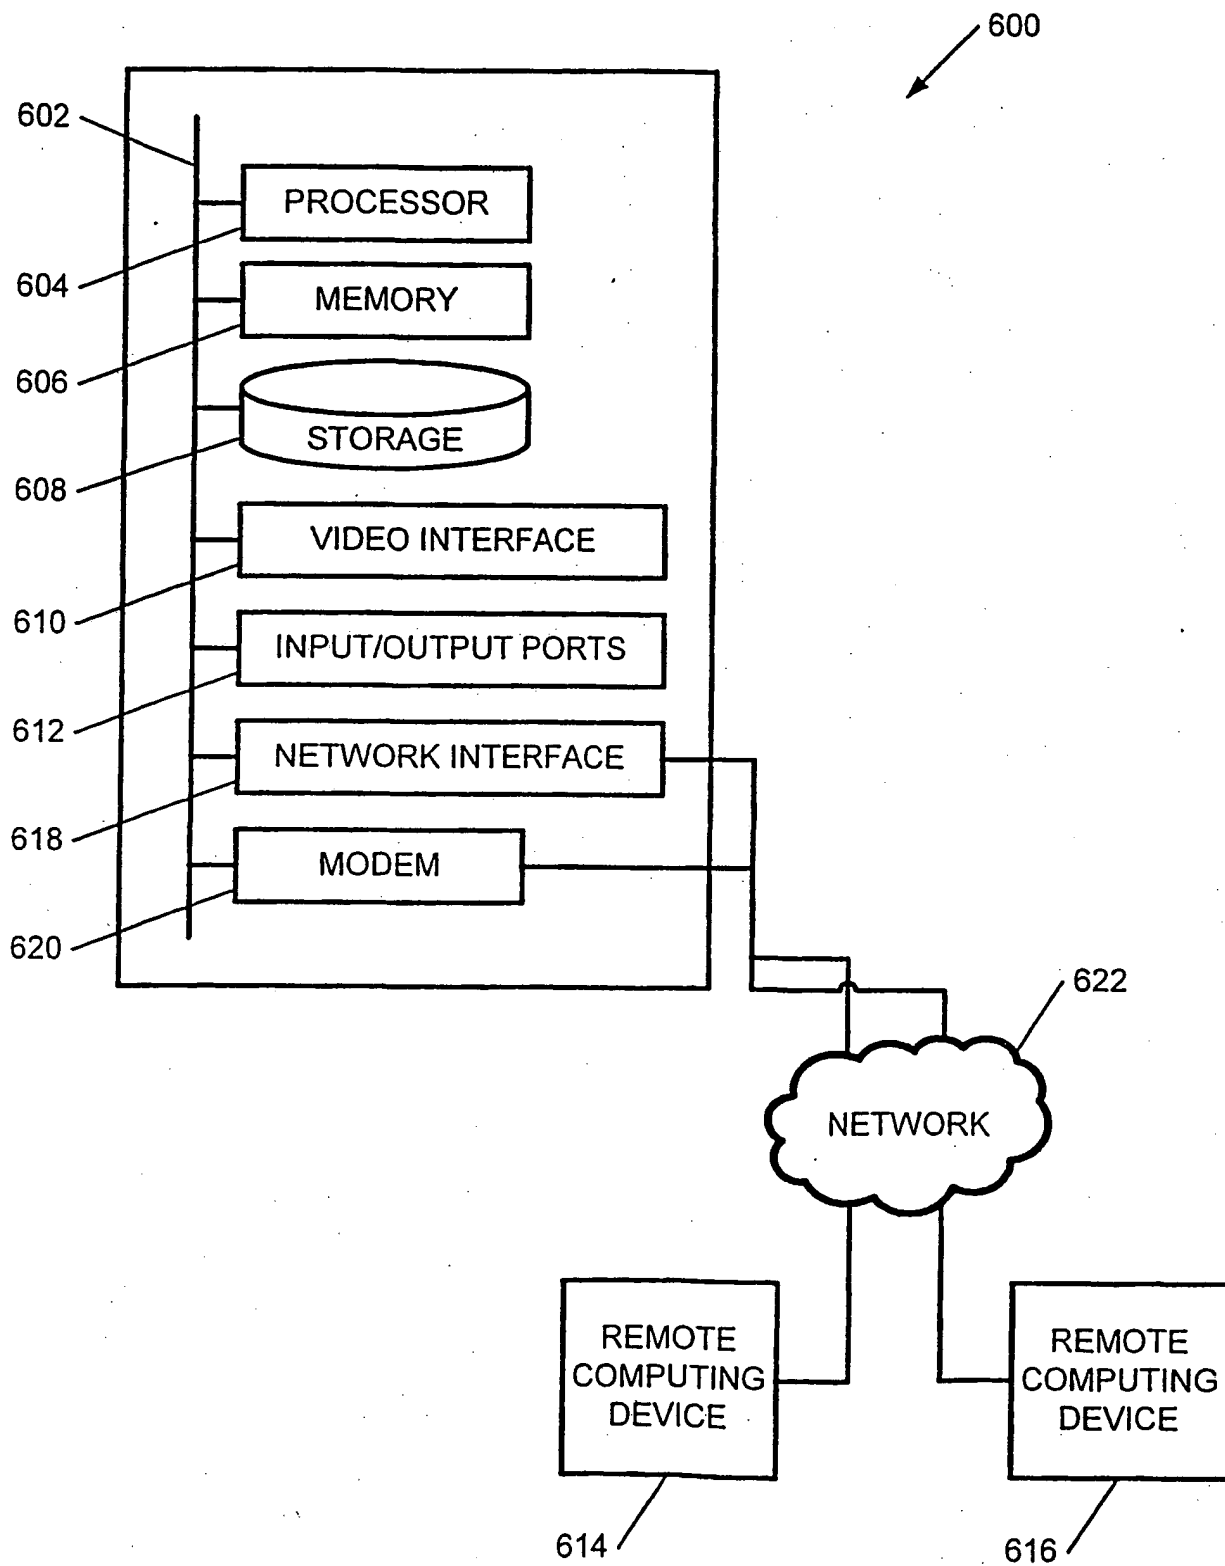 600
602
PROCESSOR
604
MEMORY
606
STORAGE
608
VIDEO INTERFACE
610
INPUT/OUTPUT PORTS
612
NETWORK INTERFACE
618
MODEM
620
622
NETWORK
REMOTE
COMPUTING
DEVICE
614
REMOTE
COMPUTING
DEVICE
616